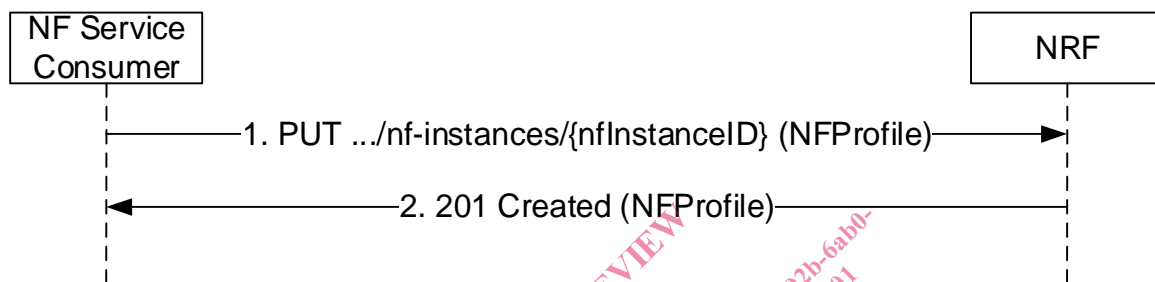 NF Service
Consumer
NRF
1. PUT .../nf-instances/{nfInstanceID} (NFProfile)
2. 201 Created (NFProfile)